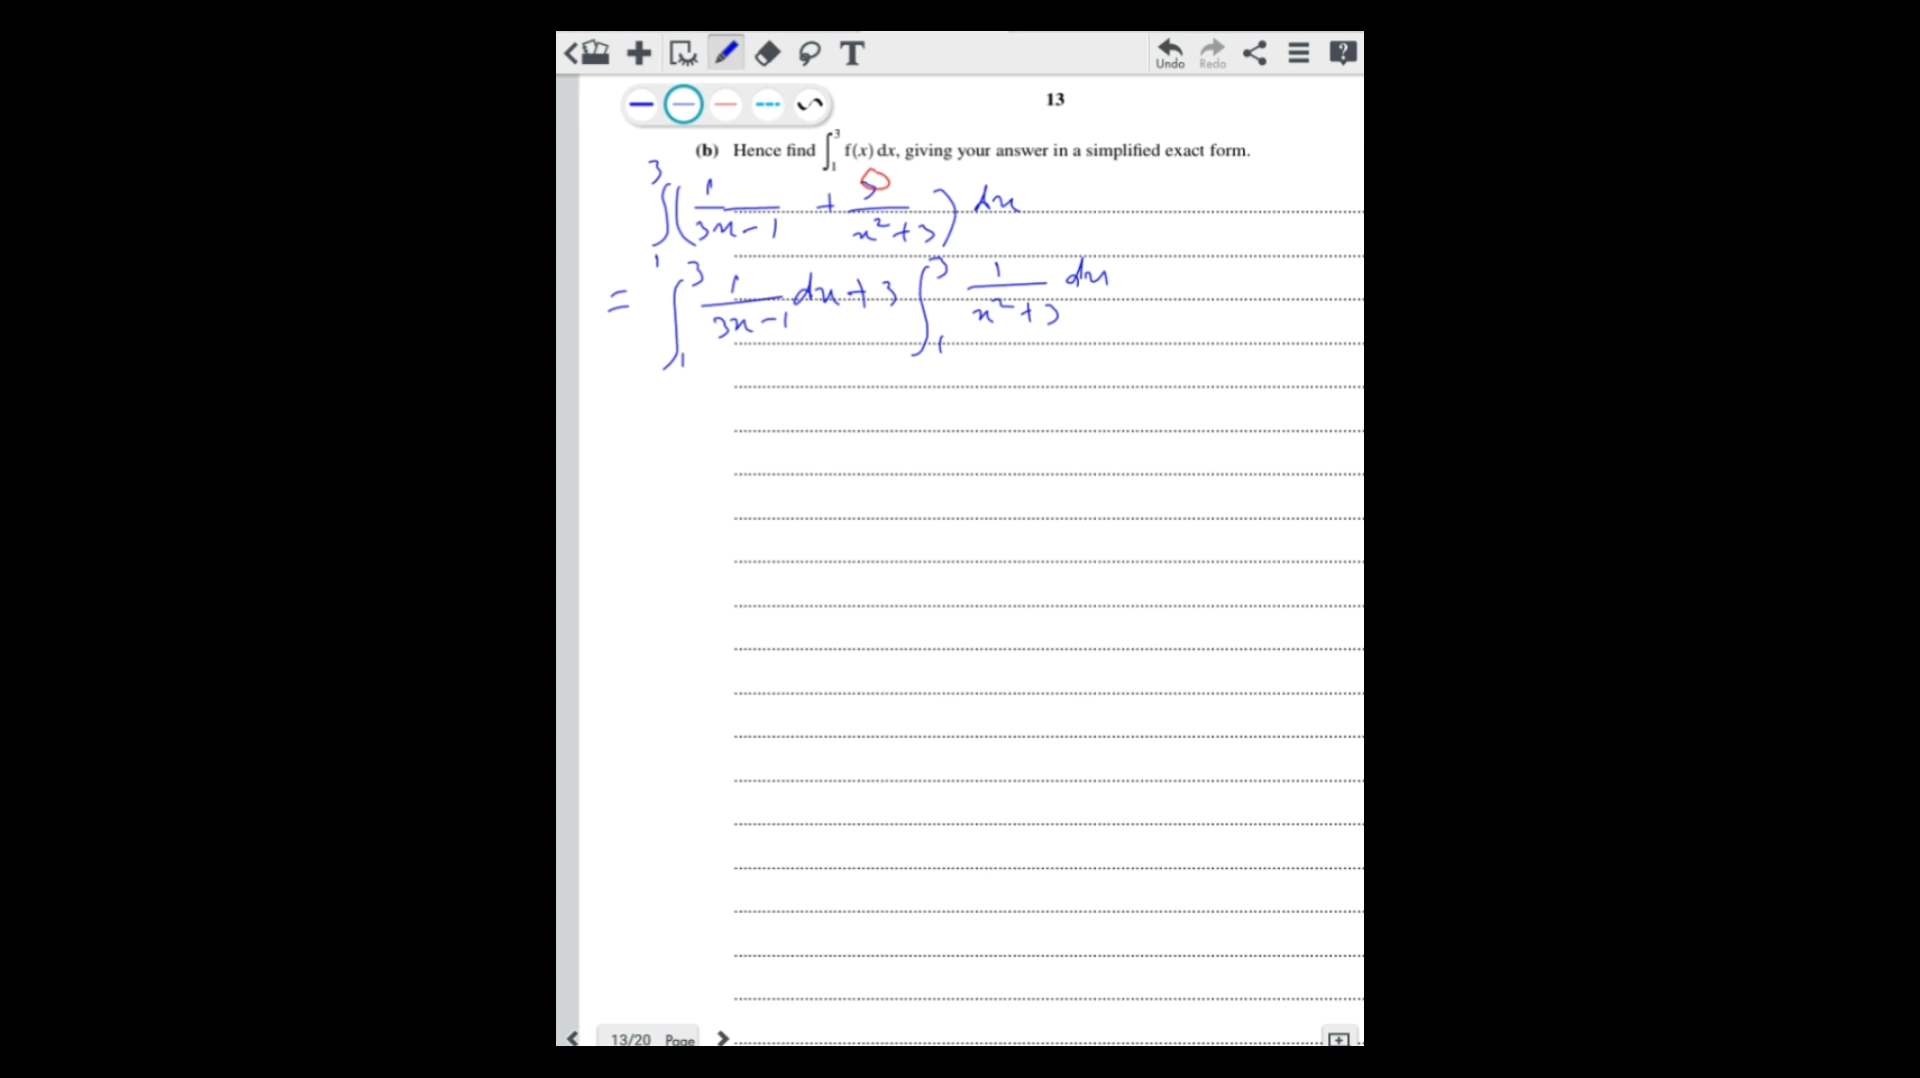 T
Undo Redo ?
13
(b) Hence find ∫₁³ f(x) dx, giving your answer in a simplified exact form.
∫₁³ (1/(3x-1) + 3/(x²+3)) dx
= ∫₁³ 1/(3x-1) dx + 3 ∫₁³ 1/(x²+3) dx
13/20 Page